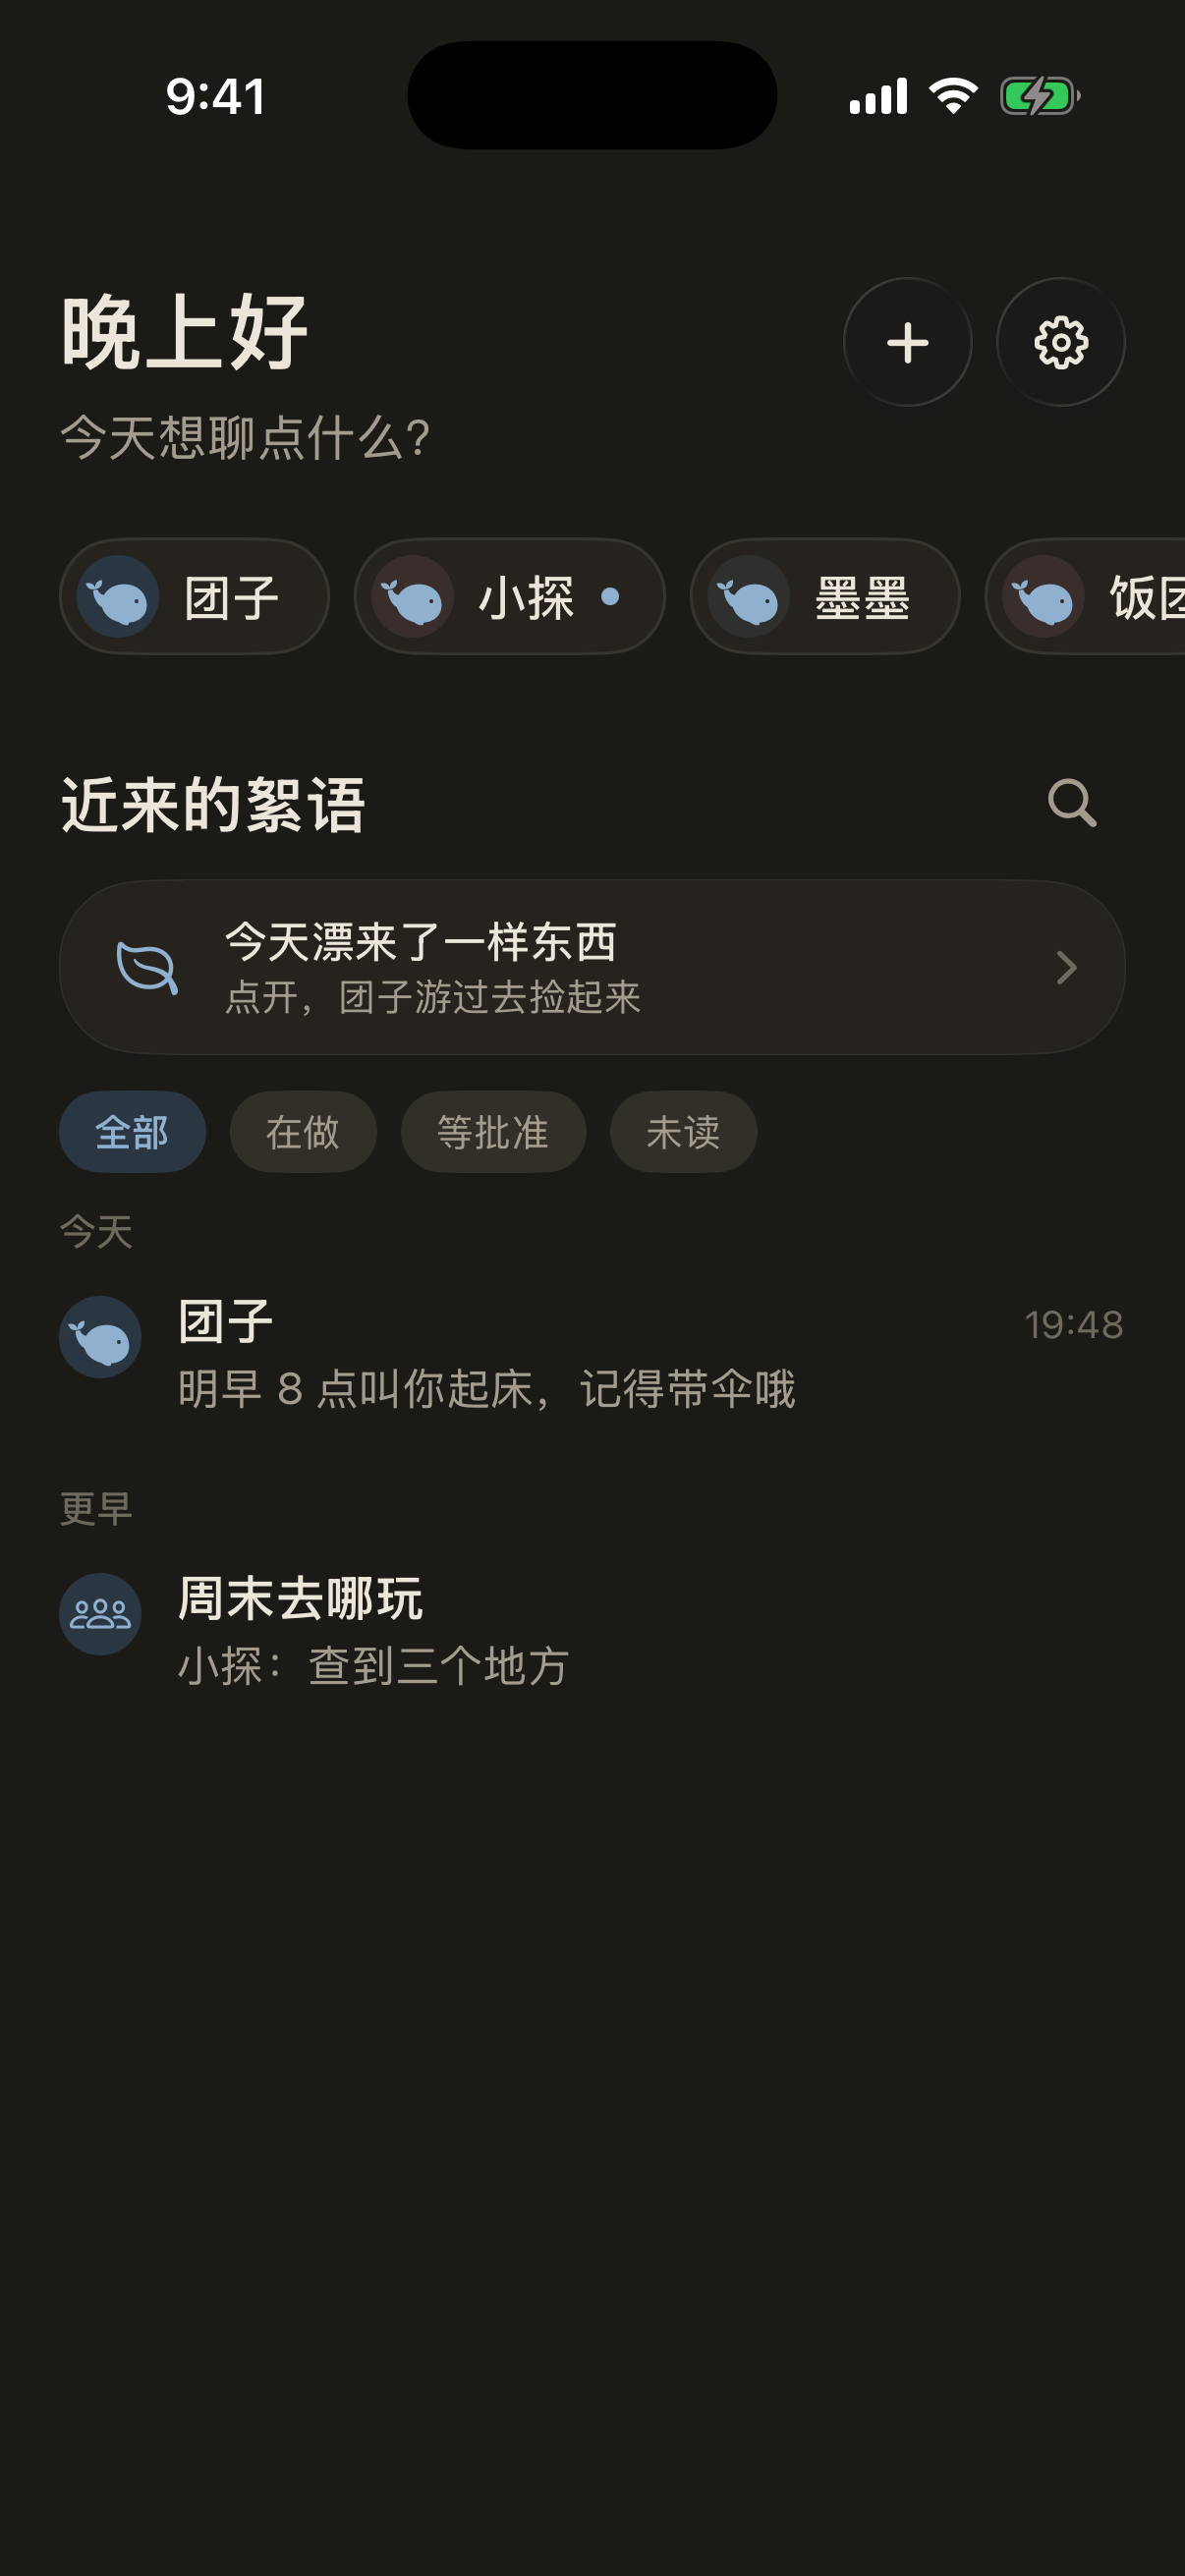 9:41
晚上好
今天想聊点什么?
团子
小探
墨墨
饭团
近来的絮语
今天漂来了一样东西
点开，团子游过去捡起来
全部
在做
等批准
未读
今天
团子
19:48
明早 8 点叫你起床，记得带伞哦
更早
周末去哪玩
小探：查到三个地方